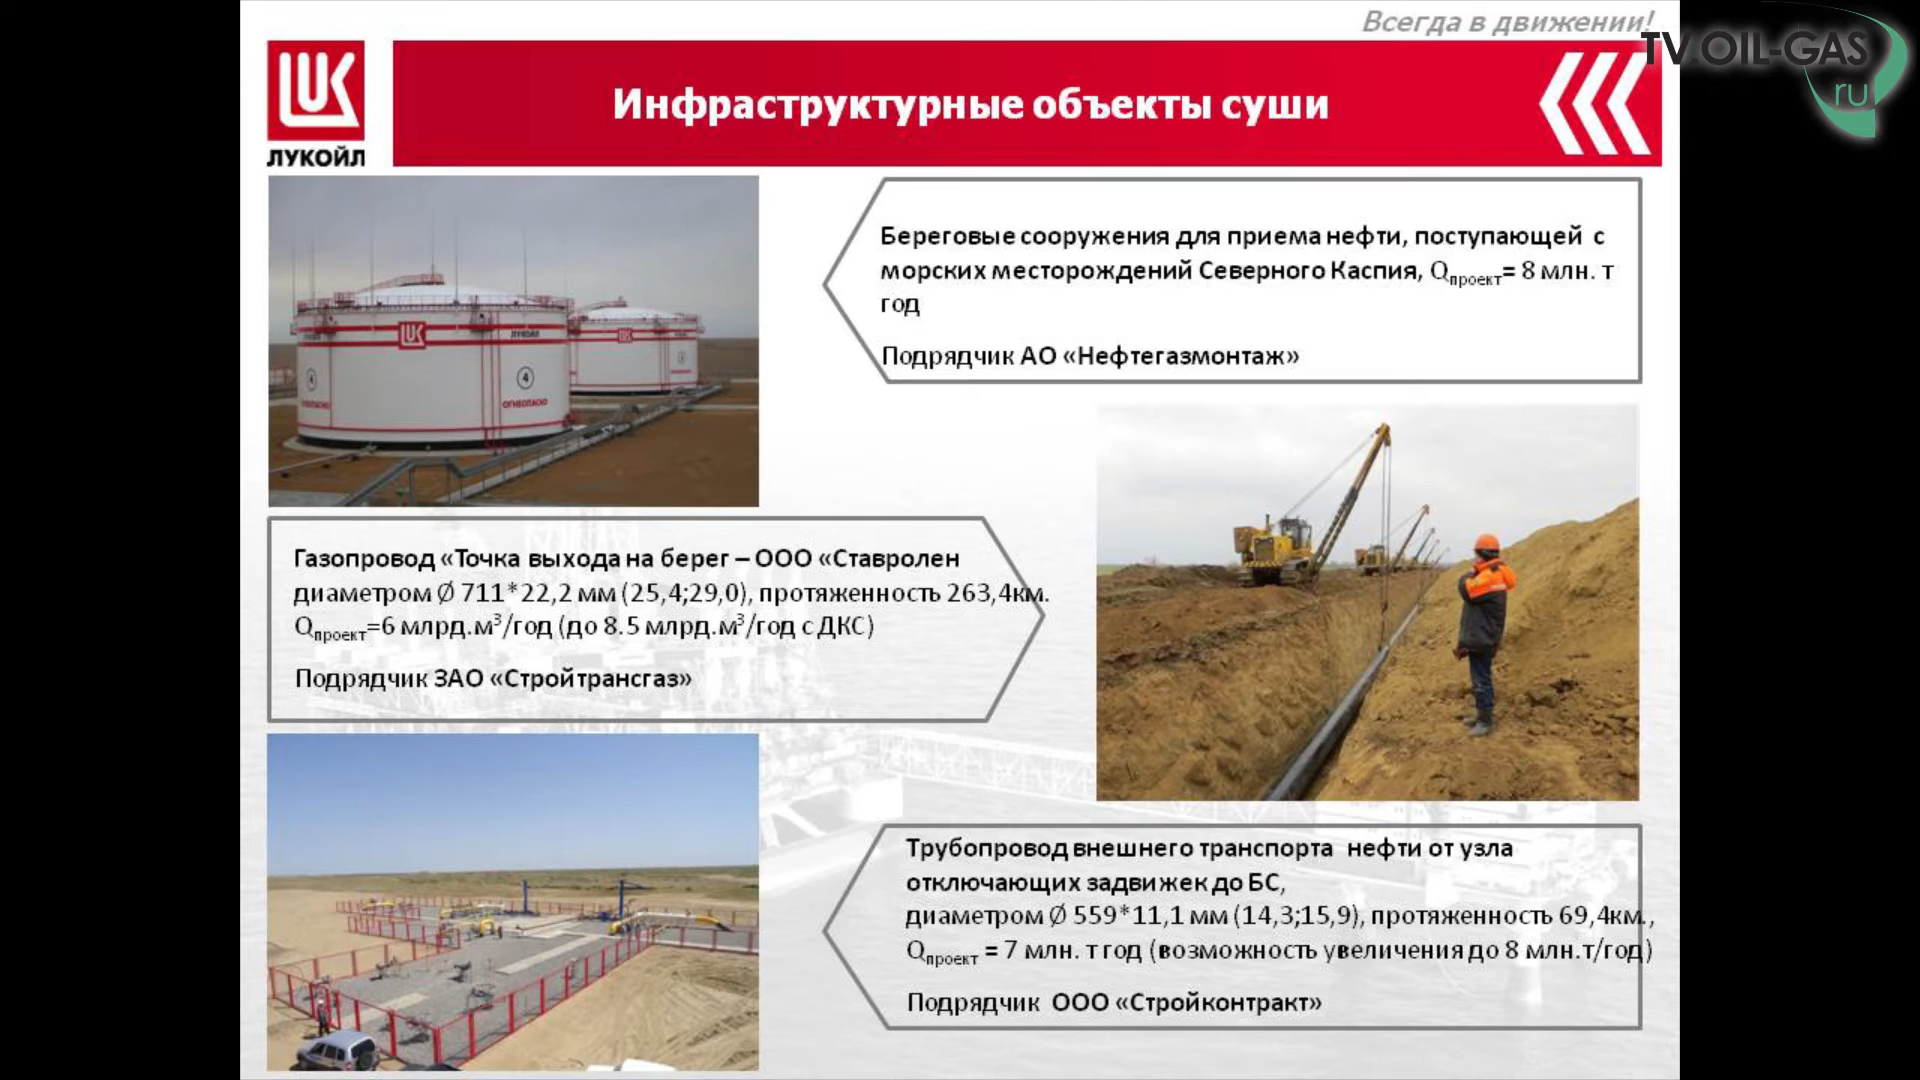 Всегда в движении!
TV.OIL-GAS
ru
ЛУКОЙЛ
Инфраструктурные объекты суши
Береговые сооружения для приема нефти, поступающей с
морских месторождений Северного Каспия, Qпроект= 8 млн. т
год
Подрядчик АО «Нефтегазмонтаж»
ЛУКОЙЛ
4
4
ОГНЕОПАСНО
ОГНЕОПАСНО
Газопровод «Точка выхода на берег – ООО «Ставролен
диаметром Ø 711*22,2 мм (25,4;29,0), протяженность 263,4км.
Qпроект=6 млрд.м³/год (до 8.5 млрд.м³/год с ДКС)
Подрядчик ЗАО «Стройтрансгаз»
Трубопровод внешнего транспорта нефти от узла
отключающих задвижек до БС,
диаметром Ø 559*11,1 мм (14,3;15,9), протяженность 69,4км.,
Qпроект = 7 млн. т год (возможность увеличения до 8 млн.т/год)
Подрядчик ООО «Стройконтракт»